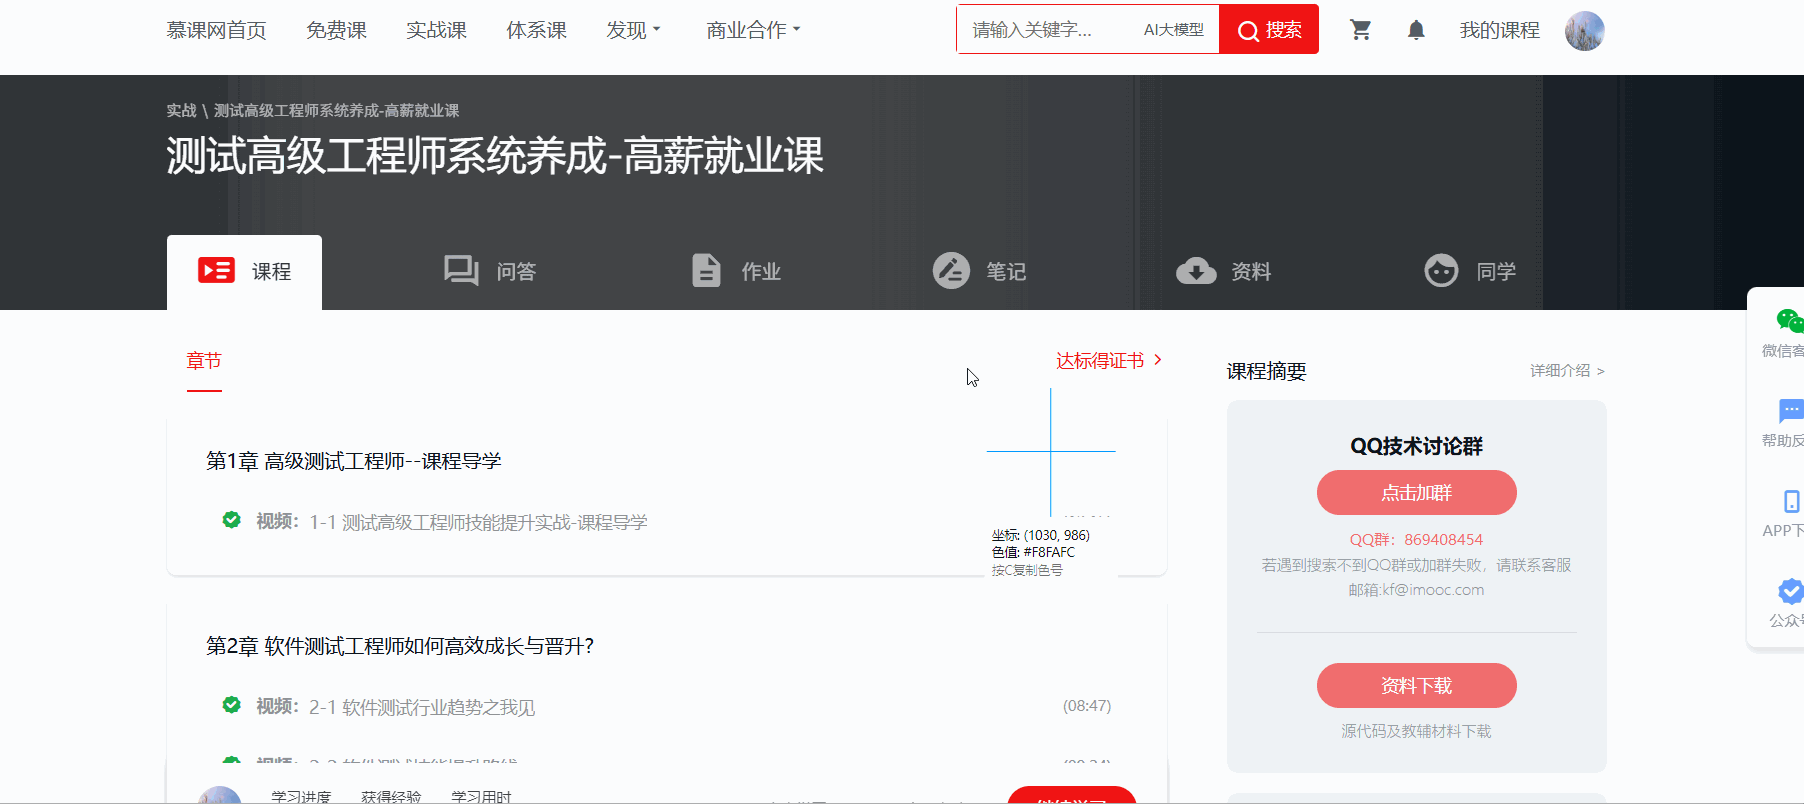 慕课网首页 免费课 实战课 体系课 发现 商业合作 请输入关键字... AI大模型 搜索 我的课程
实战 \ 测试高级工程师系统养成-高薪就业课
测试高级工程师系统养成-高薪就业课
课程 问答 作业 笔记 资料 同学
章节 达标得证书 >
第1章 高级测试工程师--课程导学
视频： 1-1 测试高级工程师技能提升实战-课程导学
坐标: (1030, 986)
色值: #F8FAFC
按C复制色号
第2章 软件测试工程师如何高效成长与晋升?
视频： 2-1 软件测试行业趋势之我见 (08:47)
学习进度 获得经验 学习用时
继续学习
课程摘要 详细介绍 >
QQ技术讨论群
点击加群
QQ群：869408454
若遇到搜索不到QQ群或加群失败，请联系客服
邮箱:kf@imooc.com
资料下载
源代码及教辅材料下载
微信客
帮助反
APP下
公众号